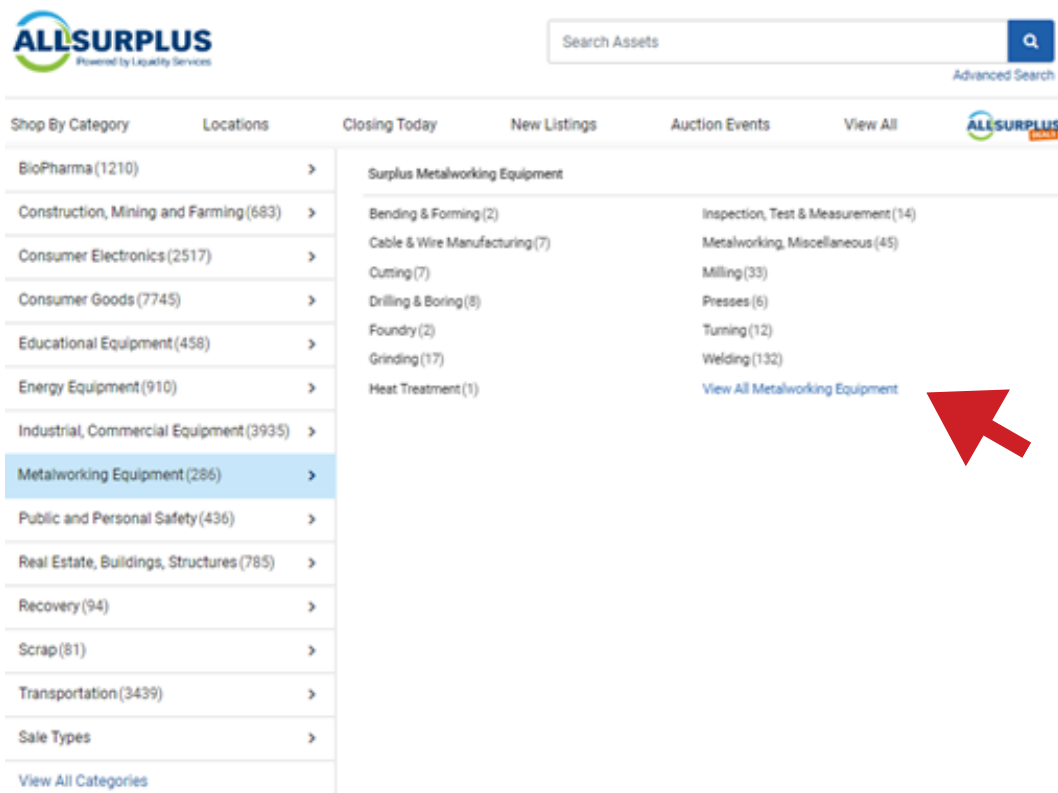 ALLSURPLUS
Powered by Liquidity Services
Search Assets
Advanced Search
Shop By Category
Locations
Closing Today
New Listings
Auction Events
View All
ALLSURPLUS
DEALS
BioPharma (1210)
Construction, Mining and Farming (683)
Consumer Electronics (2517)
Consumer Goods (7745)
Educational Equipment (458)
Energy Equipment (910)
Industrial, Commercial Equipment (3935)
Metalworking Equipment (286)
Public and Personal Safety (436)
Real Estate, Buildings, Structures (785)
Recovery (94)
Scrap (81)
Transportation (3439)
Sale Types
View All Categories
Surplus Metalworking Equipment
Bending & Forming (2)
Cable & Wire Manufacturing (7)
Cutting (7)
Drilling & Boring (8)
Foundry (2)
Grinding (17)
Heat Treatment (1)
Inspection, Test & Measurement (14)
Metalworking, Miscellaneous (45)
Milling (33)
Presses (6)
Turning (12)
Welding (132)
View All Metalworking Equipment